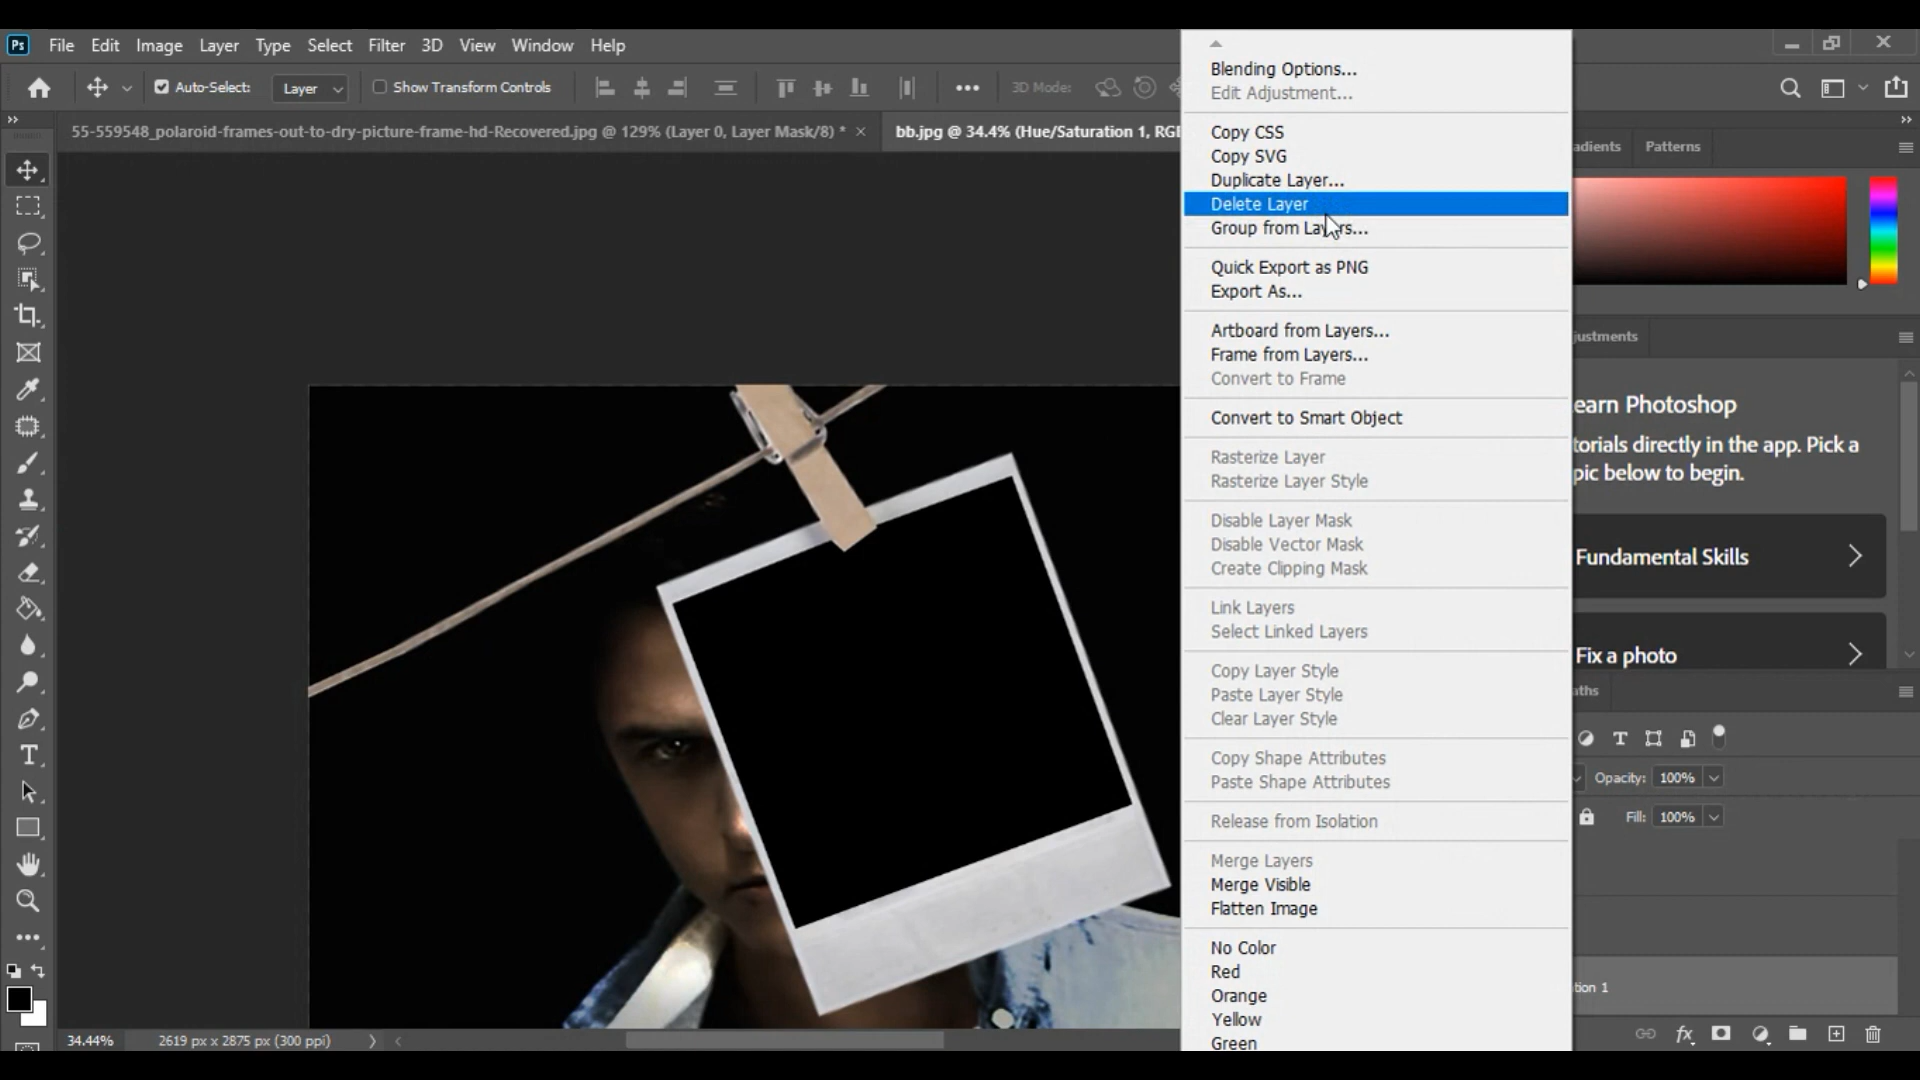 Ps File Edit Image Layer Type Select Filter 3D View Window Help
Auto-Select: Layer Show Transform Controls 3D Mode:
55-559548_polaroid-frames-out-to-dry-picture-frame-hd-Recovered.jpg @ 129% (Layer 0, Layer Mask/8) * ×
bb.jpg @ 34.4% (Hue/Saturation 1, RGB
Blending Options...
Edit Adjustment...
Copy CSS
Copy SVG
Duplicate Layer...
Delete Layer
Group from Layers...
Quick Export as PNG
Export As...
Artboard from Layers...
Frame from Layers...
Convert to Frame
Convert to Smart Object
Rasterize Layer
Rasterize Layer Style
Disable Layer Mask
Disable Vector Mask
Create Clipping Mask
Link Layers
Select Linked Layers
Copy Layer Style
Paste Layer Style
Clear Layer Style
Copy Shape Attributes
Paste Shape Attributes
Release from Isolation
Merge Layers
Merge Visible
Flatten Image
No Color
Red
Orange
Yellow
Green
adients Patterns
justments
earn Photoshop
torials directly in the app. Pick a
pic below to begin.
Fundamental Skills
Fix a photo
aths
Opacity: 100%
Fill: 100%
tion 1
fx
34.44% 2619 px x 2875 px (300 ppi)